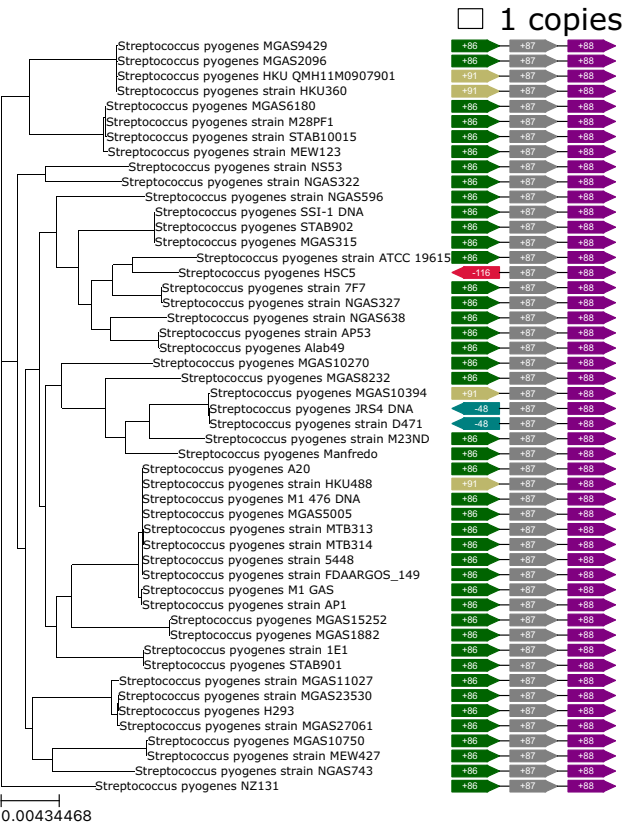 1 copies
Streptococcus pyogenes MGAS9429 +86 +87 +88
Streptococcus pyogenes MGAS2096 +86 +87 +88
Streptococcus pyogenes HKU QMH11M0907901 +91 +87 +88
Streptococcus pyogenes strain HKU360 +91 +87 +88
Streptococcus pyogenes MGAS6180 +86 +87 +88
Streptococcus pyogenes strain M28PF1 +86 +87 +88
Streptococcus pyogenes strain STAB10015 +86 +87 +88
Streptococcus pyogenes strain MEW123 +86 +87 +88
Streptococcus pyogenes strain NS53 +86 +87 +88
Streptococcus pyogenes strain NGAS322 +86 +87 +88
Streptococcus pyogenes strain NGAS596 +86 +87 +88
Streptococcus pyogenes SSI-1 DNA +86 +87 +88
Streptococcus pyogenes STAB902 +86 +87 +88
Streptococcus pyogenes MGAS315 +86 +87 +88
Streptococcus pyogenes strain ATCC 19615 +86 +87 +88
Streptococcus pyogenes HSC5 -116 +87 +88
Streptococcus pyogenes strain 7F7 +86 +87 +88
Streptococcus pyogenes strain NGAS327 +86 +87 +88
Streptococcus pyogenes strain NGAS638 +86 +87 +88
Streptococcus pyogenes strain AP53 +86 +87 +88
Streptococcus pyogenes Alab49 +86 +87 +88
Streptococcus pyogenes MGAS10270 +86 +87 +88
Streptococcus pyogenes MGAS8232 +86 +87 +88
Streptococcus pyogenes MGAS10394 +91 +87 +88
Streptococcus pyogenes JRS4 DNA -48 +87 +88
Streptococcus pyogenes strain D471 -48 +87 +88
Streptococcus pyogenes strain M23ND +86 +87 +88
Streptococcus pyogenes Manfredo +86 +87 +88
Streptococcus pyogenes A20 +86 +87 +88
Streptococcus pyogenes strain HKU488 +91 +87 +88
Streptococcus pyogenes M1 476 DNA +86 +87 +88
Streptococcus pyogenes MGAS5005 +86 +87 +88
Streptococcus pyogenes strain MTB313 +86 +87 +88
Streptococcus pyogenes strain MTB314 +86 +87 +88
Streptococcus pyogenes strain 5448 +86 +87 +88
Streptococcus pyogenes strain FDAARGOS_149 +86 +87 +88
Streptococcus pyogenes M1 GAS +86 +87 +88
Streptococcus pyogenes strain AP1 +86 +87 +88
Streptococcus pyogenes MGAS15252 +86 +87 +88
Streptococcus pyogenes MGAS1882 +86 +87 +88
Streptococcus pyogenes strain 1E1 +86 +87 +88
Streptococcus pyogenes STAB901 +86 +87 +88
Streptococcus pyogenes strain MGAS11027 +86 +87 +88
Streptococcus pyogenes strain MGAS23530 +86 +87 +88
Streptococcus pyogenes H293 +86 +87 +88
Streptococcus pyogenes strain MGAS27061 +86 +87 +88
Streptococcus pyogenes MGAS10750 +86 +87 +88
Streptococcus pyogenes strain MEW427 +86 +87 +88
Streptococcus pyogenes strain NGAS743 +86 +87 +88
Streptococcus pyogenes NZ131 +86 +87 +88
0.00434468